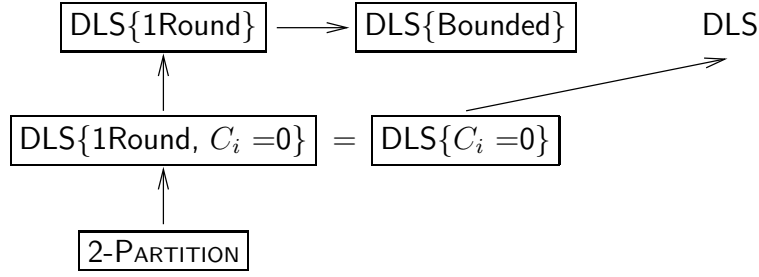 DLS{1Round} DLS{Bounded} DLS
DLS{1Round, C_i =0} = DLS{C_i =0}
2-PARTITION